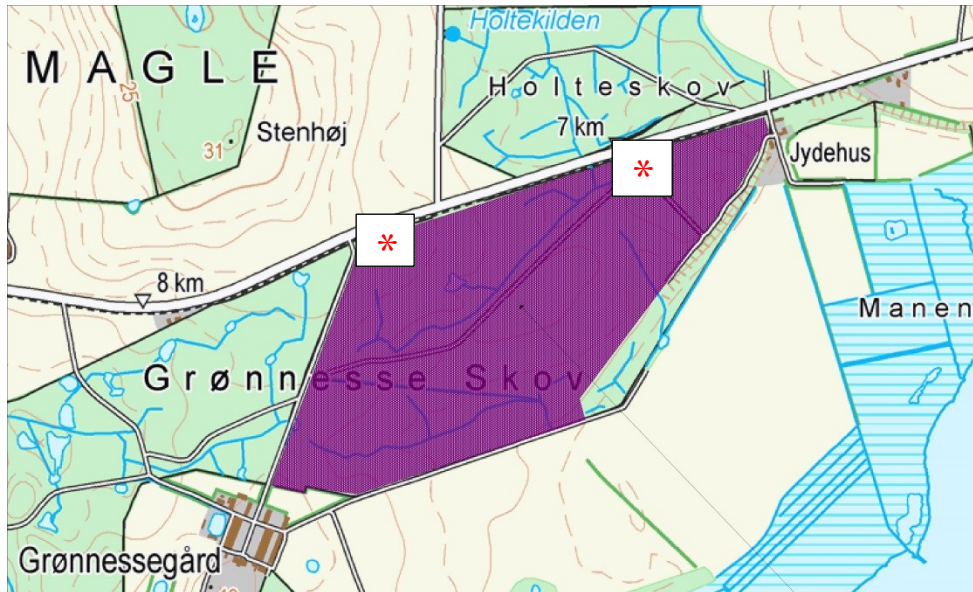 Holtekilden
MAGLE
25
Holteskov
Stenhøj
31
7 km
Jydehus
*
*
8 km
Manen
Grønnesse Skov
Grønnessegård